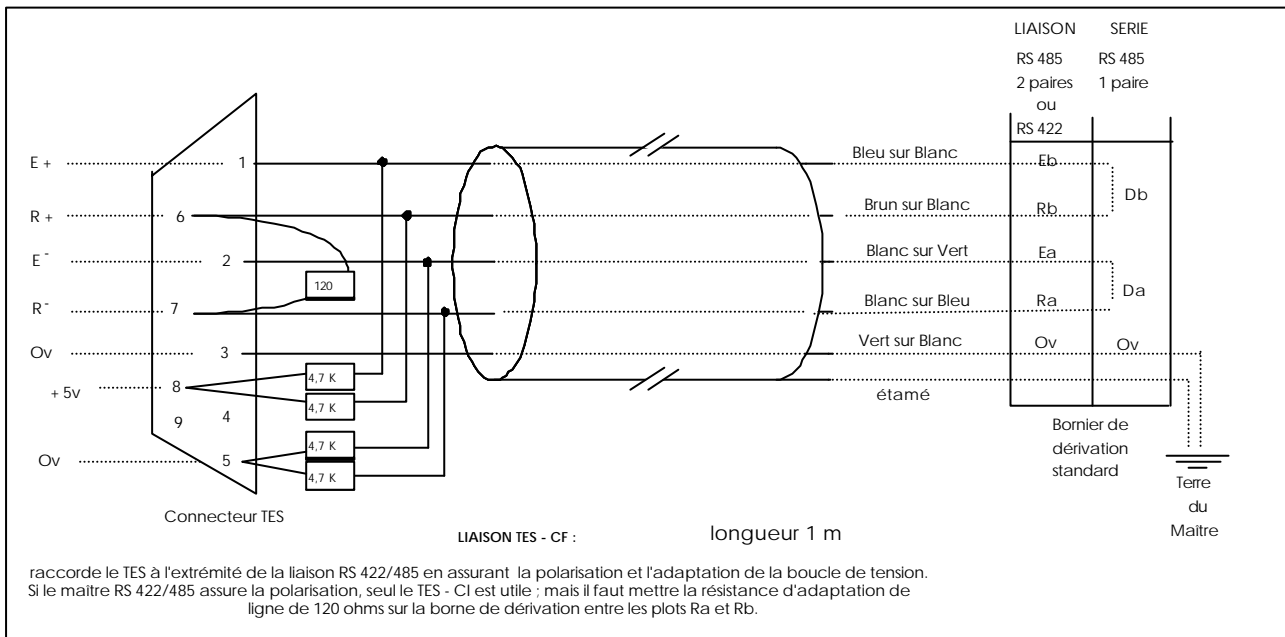 LIAISON SERIE
RS 485 RS 485
2 paires 1 paire
ou
RS 422
E + 1 Bleu sur Blanc Eb
Db
R + 6 Brun sur Blanc Rb
E - 2 Blanc sur Vert Ea
120
Da
R - 7 Blanc sur Bleu Ra
Ov 3 Vert sur Blanc Ov Ov
4,7 K
+ 5v 8 étamé
4,7 K
9 4
4,7 K
Ov 5
4,7 K
Bornier de
dérivation
standard
Terre
du
Maître
Connecteur TES
LIAISON TES - CF : longueur 1 m
raccorde le TES à l'extrémité de la liaison RS 422/485 en assurant la polarisation et l'adaptation de la boucle de tension.
Si le maître RS 422/485 assure la polarisation, seul le TES - CI est utile ; mais il faut mettre la résistance d'adaptation de
ligne de 120 ohms sur la borne de dérivation entre les plots Ra et Rb.